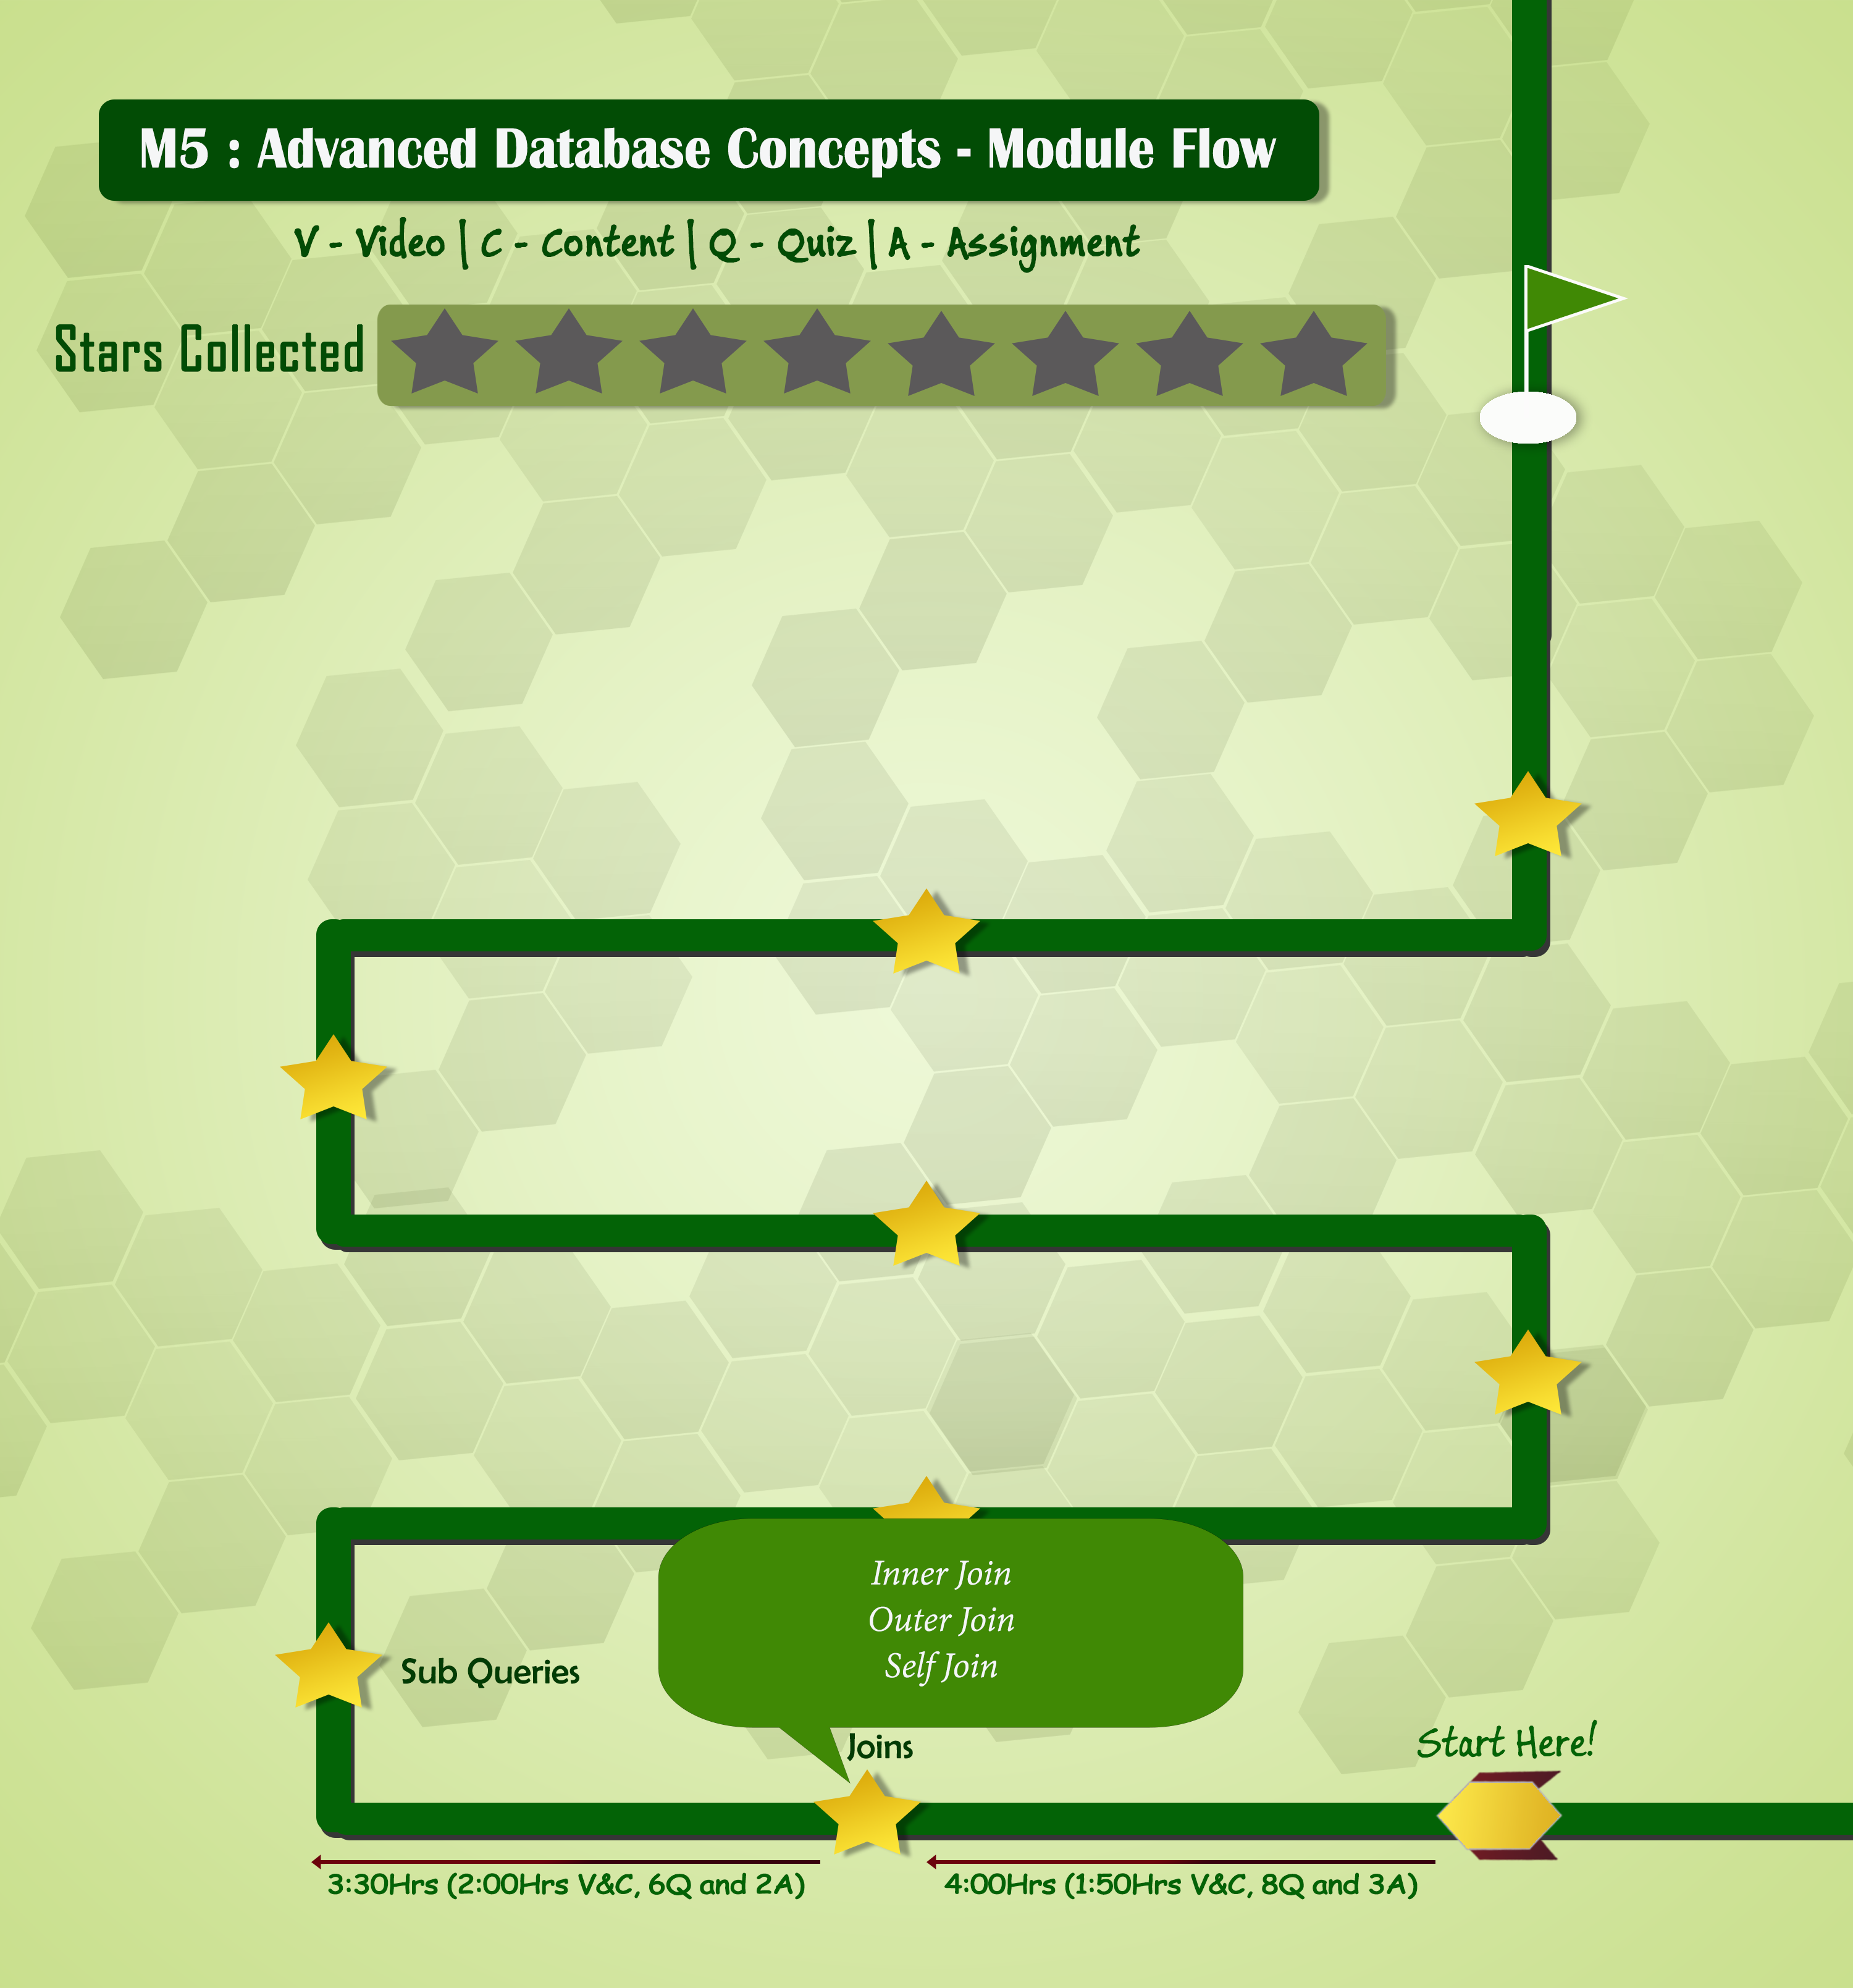 M5 : Advanced Database Concepts - Module Flow
V - Video | C - Content | Q - Quiz | A - Assignment
Stars Collected
Inner Join
Outer Join
Self Join
Sub Queries
Joins
Start Here!
3:30Hrs (2:00Hrs V&C, 6Q and 2A)
4:00Hrs (1:50Hrs V&C, 8Q and 3A)